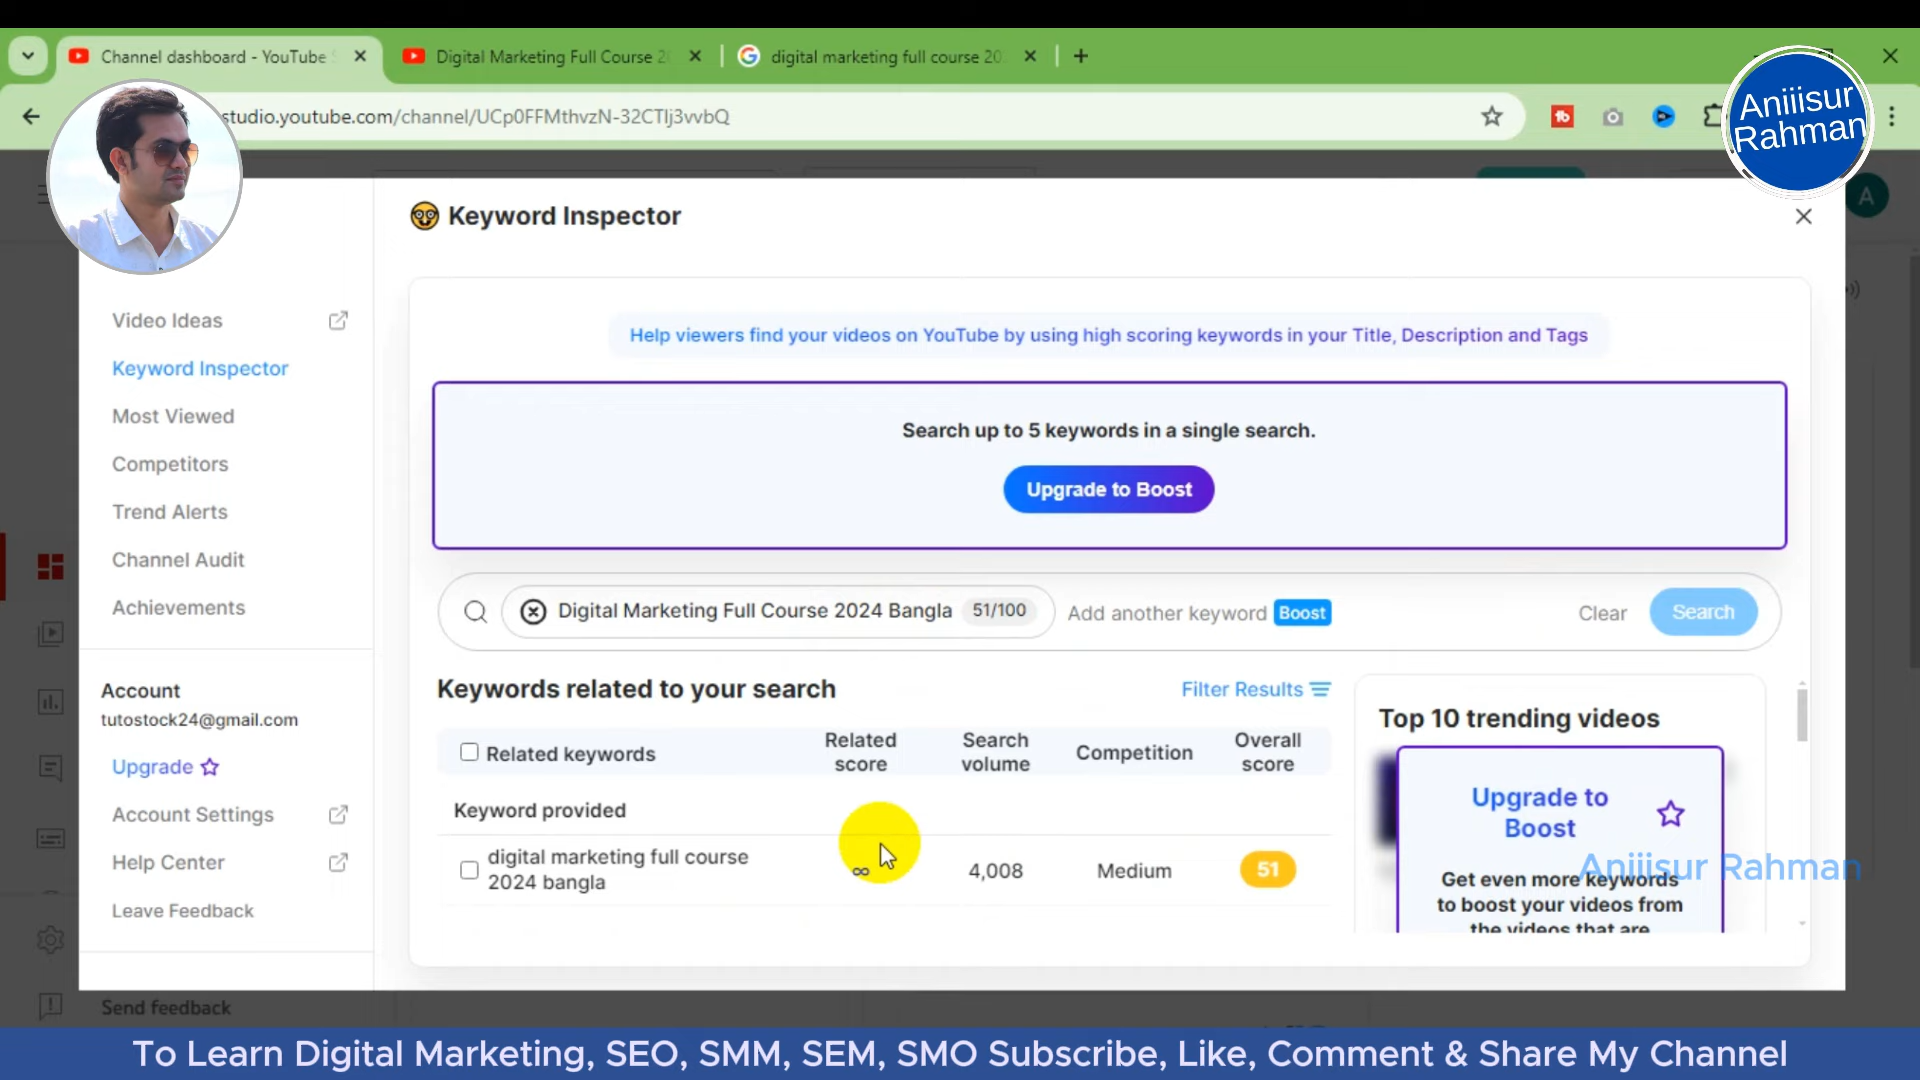 Channel dashboard - YouTube
Digital Marketing Full Course 2
digital marketing full course 20
studio.youtube.com/channel/UCp0FFMthvzN-32CTlj3vvbQ
Aniiisur
Rahman
A
Keyword Inspector
Help viewers find your videos on YouTube by using high scoring keywords in your Title, Description and Tags
Search up to 5 keywords in a single search.
Upgrade to Boost
Video Ideas
Keyword Inspector
Most Viewed
Competitors
Trend Alerts
Channel Audit
Achievements
Account
tutostock24@gmail.com
Upgrade
Account Settings
Help Center
Leave Feedback
Send feedback
Digital Marketing Full Course 2024 Bangla 51/100 Add another keyword Boost Clear Search
Keywords related to your search
Filter Results
Related keywords
Related score
Search volume
Competition
Overall score
Keyword provided
digital marketing full course
2024 bangla
∞ 4,008 Medium 51
Top 10 trending videos
Upgrade to
Boost
Get even more keywords
to boost your videos from
the videos that are
Aniiisur Rahman
To Learn Digital Marketing, SEO, SMM, SEM, SMO Subscribe, Like, Comment & Share My Channel